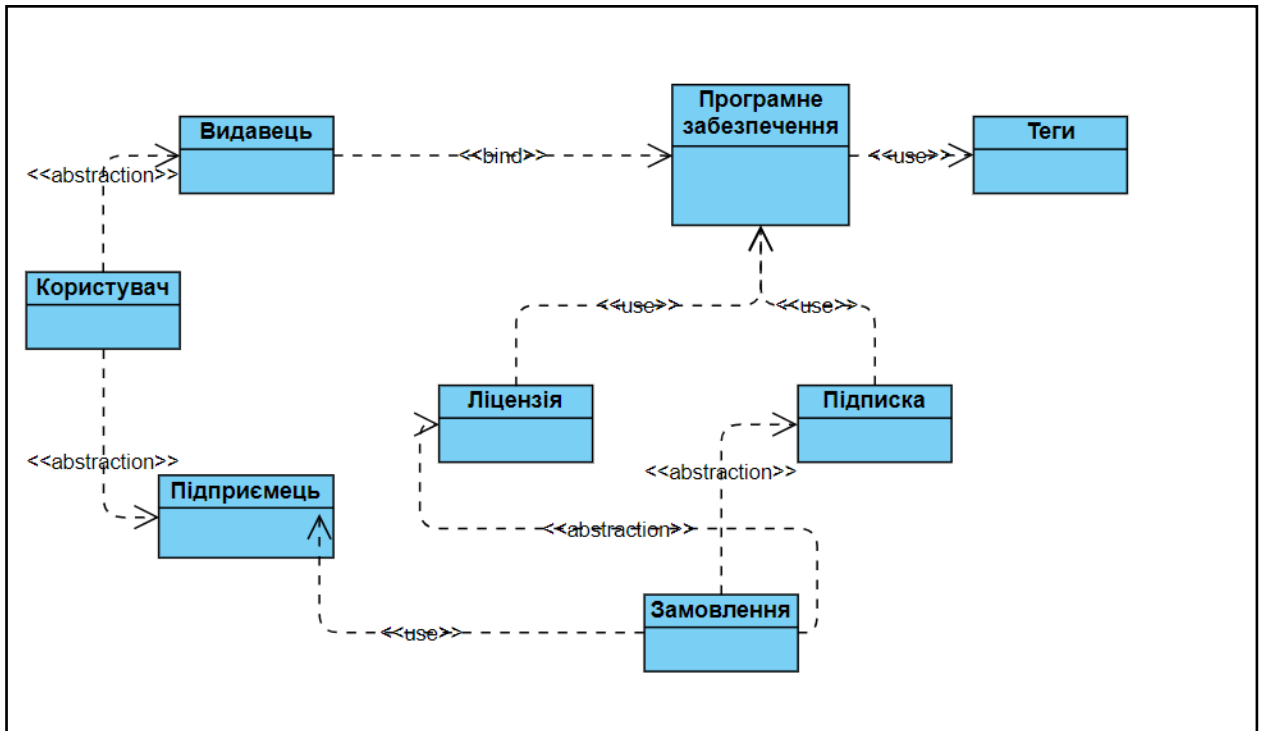 Програмне
забезпечення
Видавець
Теги
<<bind>>
<<use>>
<<abstraction>>
Користувач
<<use>>
<<use>>
Ліцензія
Підписка
<<abstraction>>
<<abstraction>>
Підприємець
<<abstraction>>
Замовлення
<<use>>